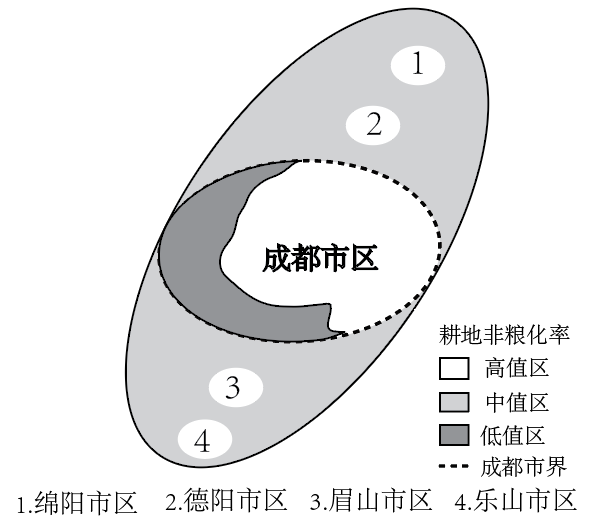 1
2
成都市区
3
4
耕地非粮化率
高值区
中值区
低值区
成都市界
1.绵阳市区 2.德阳市区 3.眉山市区 4.乐山市区